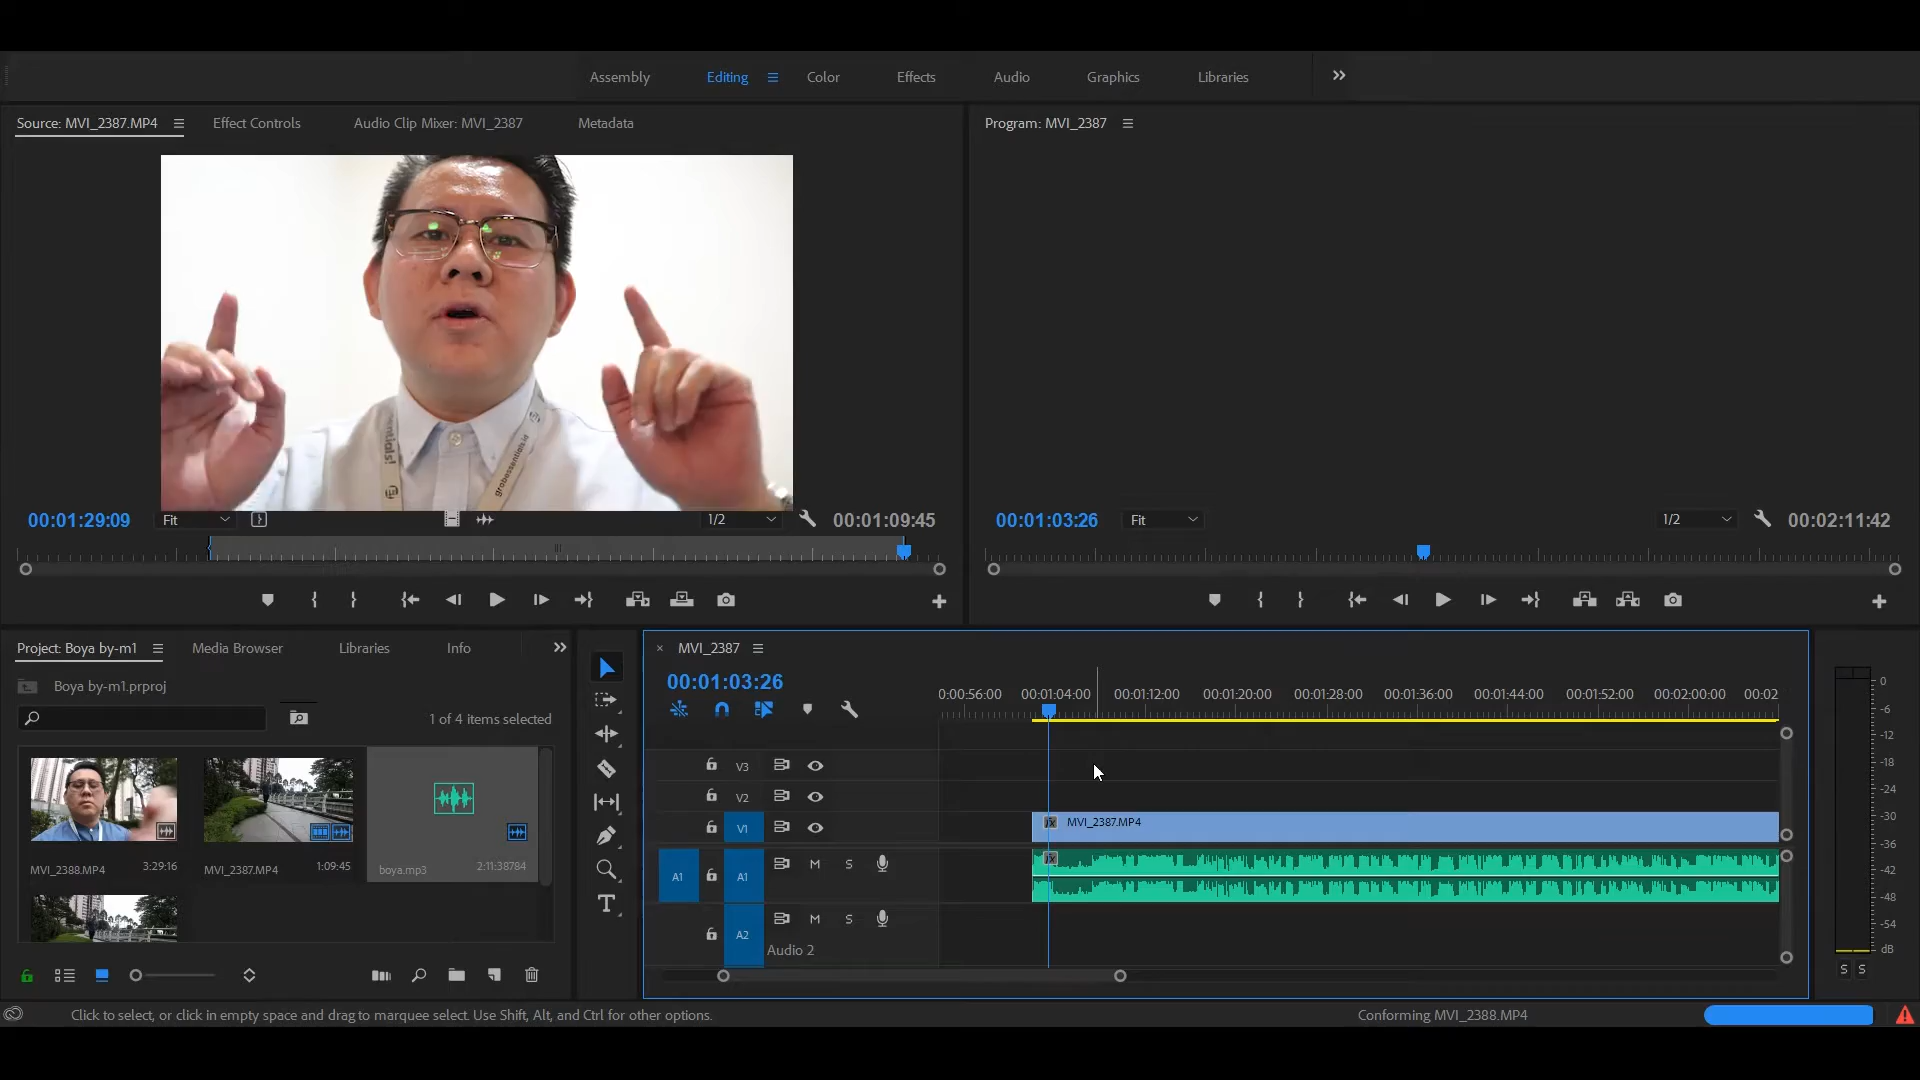 Assembly Editing Color Effects Audio Graphics Libraries
Source: MVI_2387.MP4 Effect Controls Audio Clip Mixer: MVI_2387 Metadata
Program: MVI_2387
grobessentials.io
entials!
00:01:29:09 Fit 1/2 00:01:09:45
00:01:03:26 Fit 1/2 00:02:11:42
Project: Boya by-m1 Media Browser Libraries Info
Boya by-m1.prproj
1 of 4 items selected
MVI_2388.MP4 3:29:16
MVI_2387.MP4 1:09:45
boya.mp3 2:11:38784
× MVI_2387
00:01:03:26
0:00:56:00 00:01:04:00 00:01:12:00 00:01:20:00 00:01:28:00 00:01:36:00 00:01:44:00 00:01:52:00 00:02:00:00 00:02
V3
V2
V1
fx MVI_2387.MP4
A1 A1 M S
fx
A2 M S
Audio 2
0
-6
-12
-18
-24
-30
-36
-42
-48
-54
dB
S S
Click to select, or click in empty space and drag to marquee select. Use Shift, Alt, and Ctrl for other options.
Conforming MVI_2388.MP4